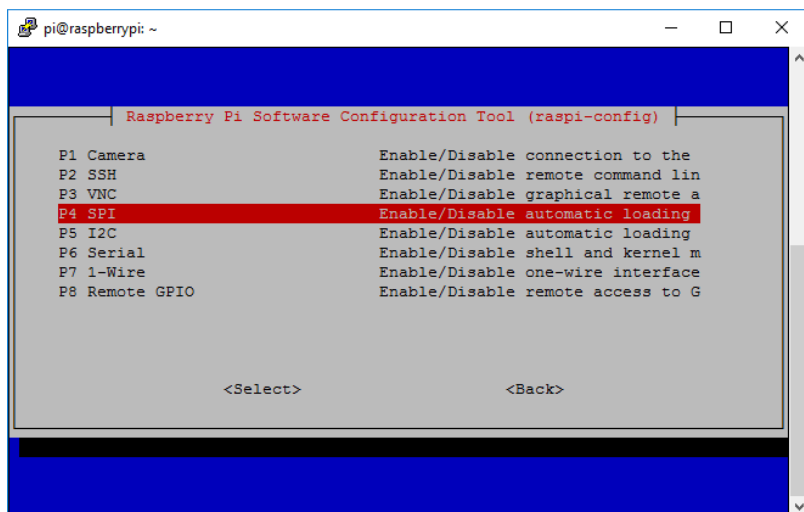 pi@raspberrypi: ~
Raspberry Pi Software Configuration Tool (raspi-config)
P1 Camera Enable/Disable connection to the
P2 SSH Enable/Disable remote command lin
P3 VNC Enable/Disable graphical remote a
P4 SPI Enable/Disable automatic loading
P5 I2C Enable/Disable automatic loading
P6 Serial Enable/Disable shell and kernel m
P7 1-Wire Enable/Disable one-wire interface
P8 Remote GPIO Enable/Disable remote access to G
<Select> <Back>